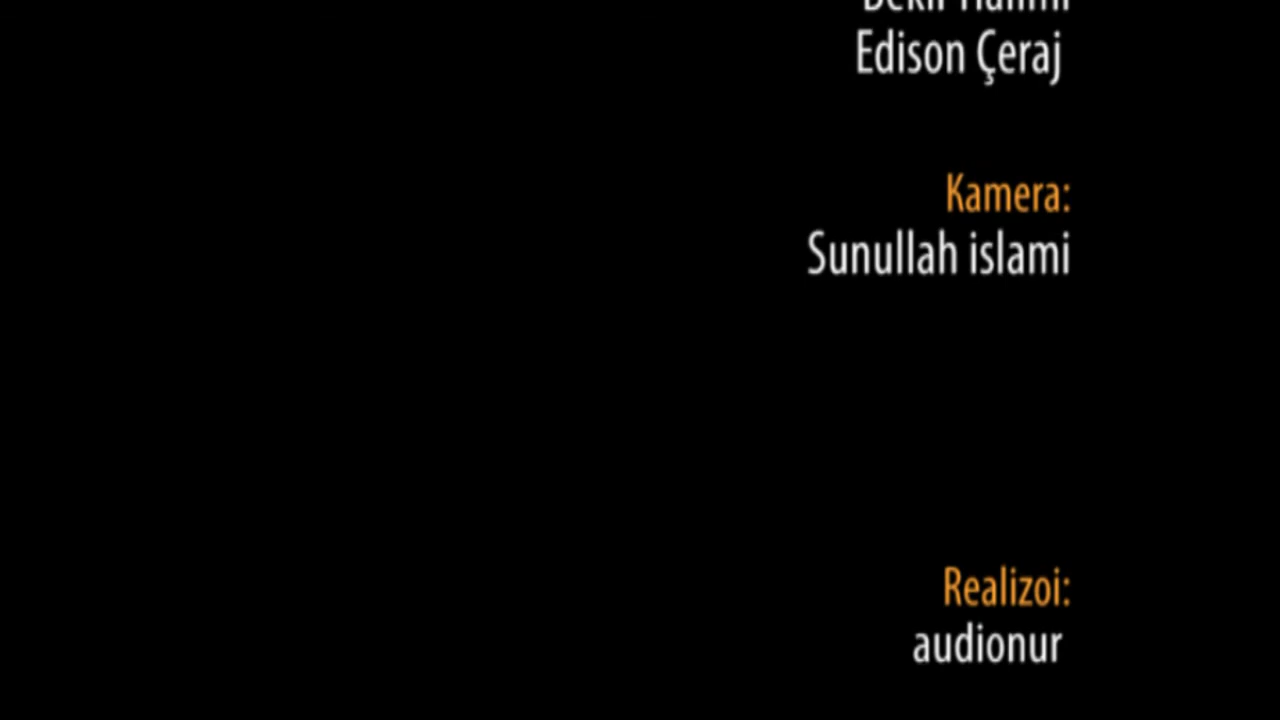 Edison Çeraj
Kamera:
Sunullah islami
Realizoi:
audionur